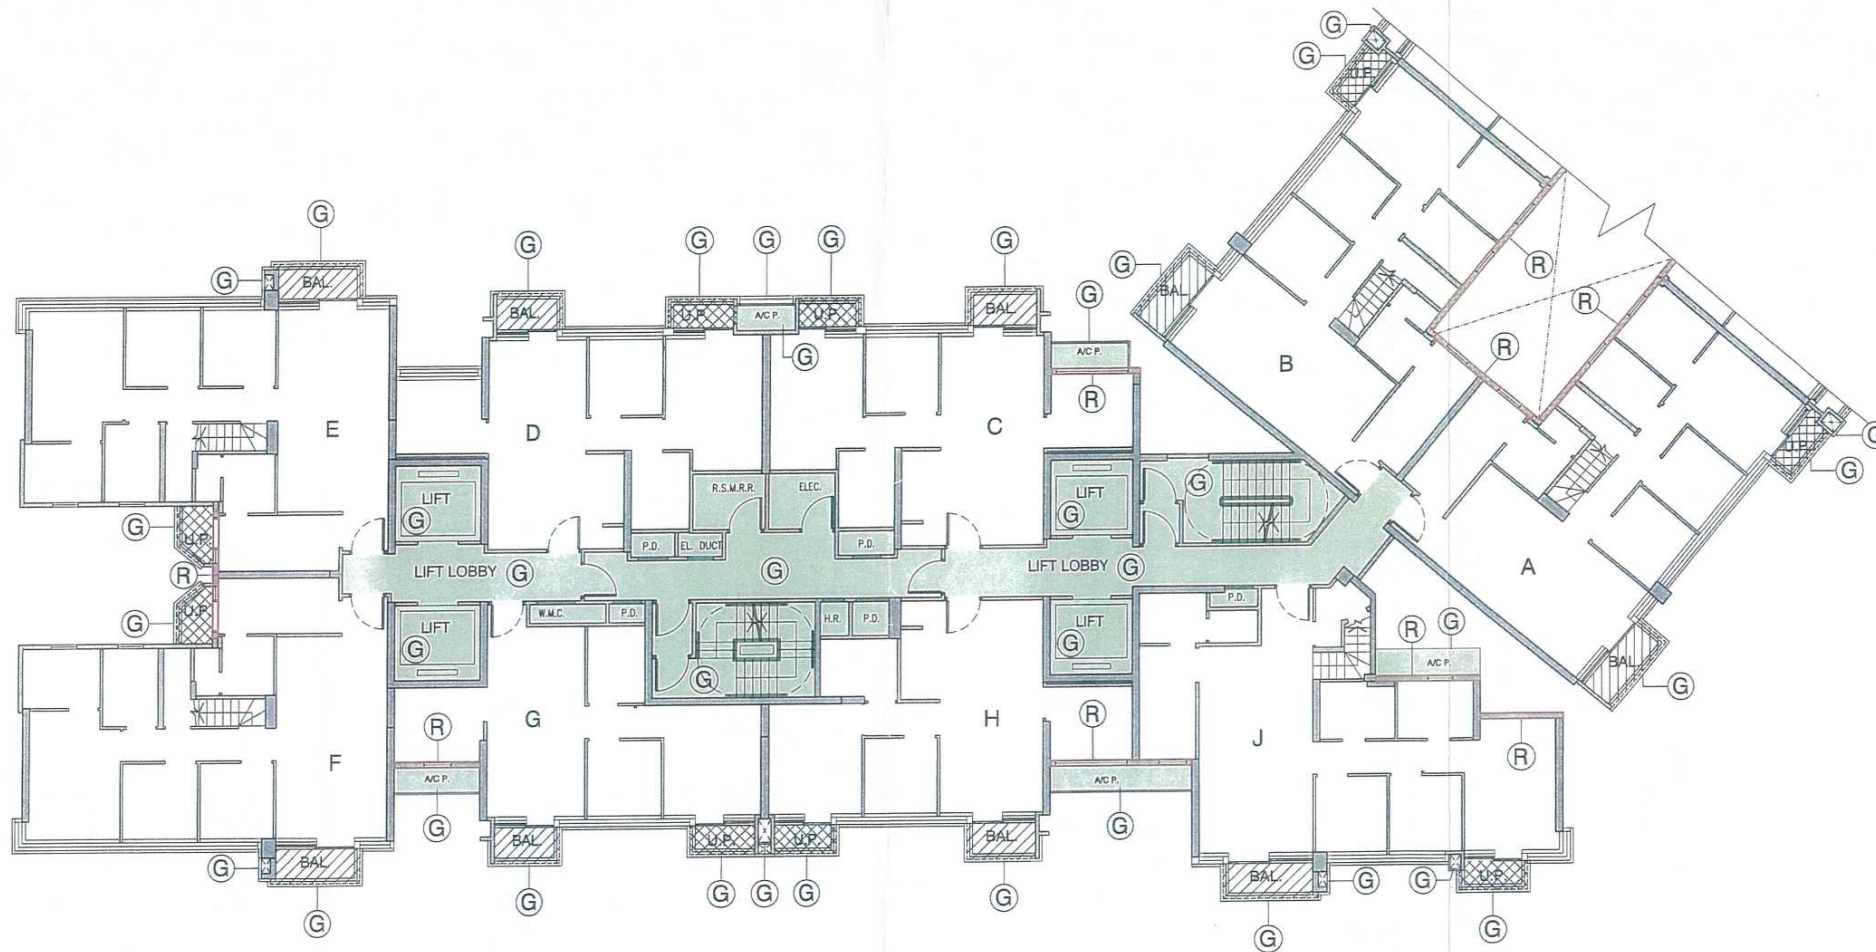 G
G
U.P.
G
G
G
G
G
G
G
G
G
R
BAL.
BAL.
R
BAL.
U.P.
A/C P.
U.P.
BAL.
A/C P.
G
R
B
R
E
D
C
U.P.
G
LIFT
G
R.S.M.R.R.
ELEC.
LIFT
G
G
G
U.P.
P.D.
EL. DUCT
P.D.
R
LIFT LOBBY
G
G
LIFT LOBBY
G
A
U.P.
W.M.C.
P.D.
P.D.
G
LIFT
G
H.R.
P.D.
LIFT
G
R
G
A/C P.
BAL.
G
G
G
R
G
H
R
J
R
F
A/C P.
A/C P.
G
G
BAL.
U.P.
U.P.
BAL.
G
BAL.
BAL.
G
G
U.P.
G
G
G
G
G
G
G
G
G